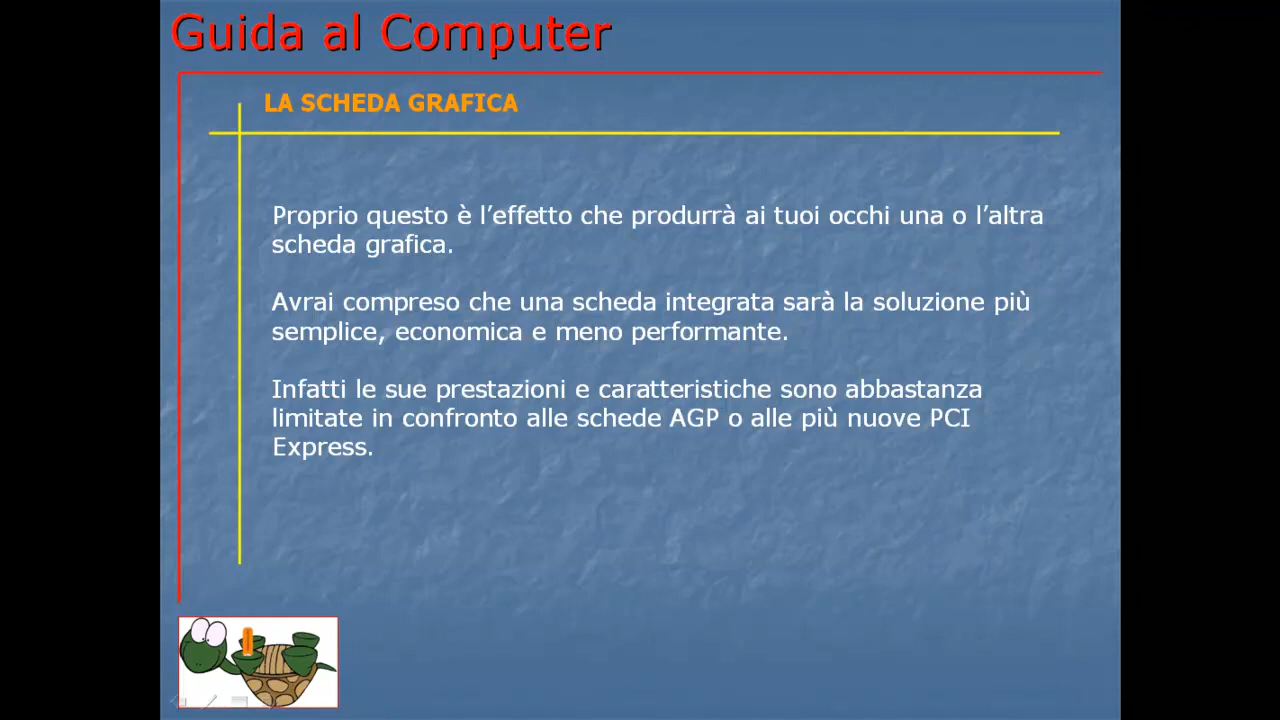 Guida al Computer
LA SCHEDA GRAFICA
Proprio questo è l’effetto che produrrà ai tuoi occhi una o l’altra
scheda grafica.
Avrai compreso che una scheda integrata sarà la soluzione più
semplice, economica e meno performante.
Infatti le sue prestazioni e caratteristiche sono abbastanza
limitate in confronto alle schede AGP o alle più nuove PCI
Express.